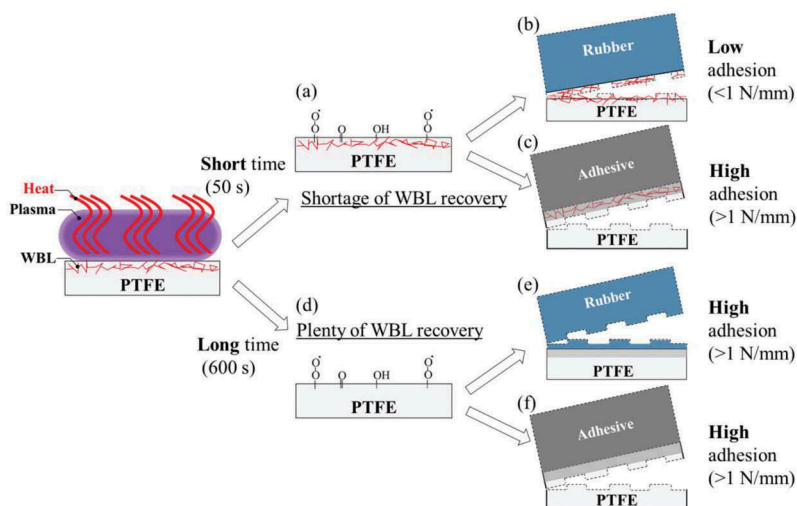 Heat
Plasma
WBL
PTFE
Short time
(50 s)
(a)
O•
O
O
OH
O•
O
PTFE
Shortage of WBL recovery
(b)
Rubber
PTFE
Low
adhesion
(<1 N/mm)
(c)
Adhesive
PTFE
High
adhesion
(>1 N/mm)
Long time
(600 s)
(d)
Plenty of WBL recovery
O•
O
O
OH
O•
O
PTFE
(e)
Rubber
PTFE
High
adhesion
(>1 N/mm)
(f)
Adhesive
PTFE
High
adhesion
(>1 N/mm)